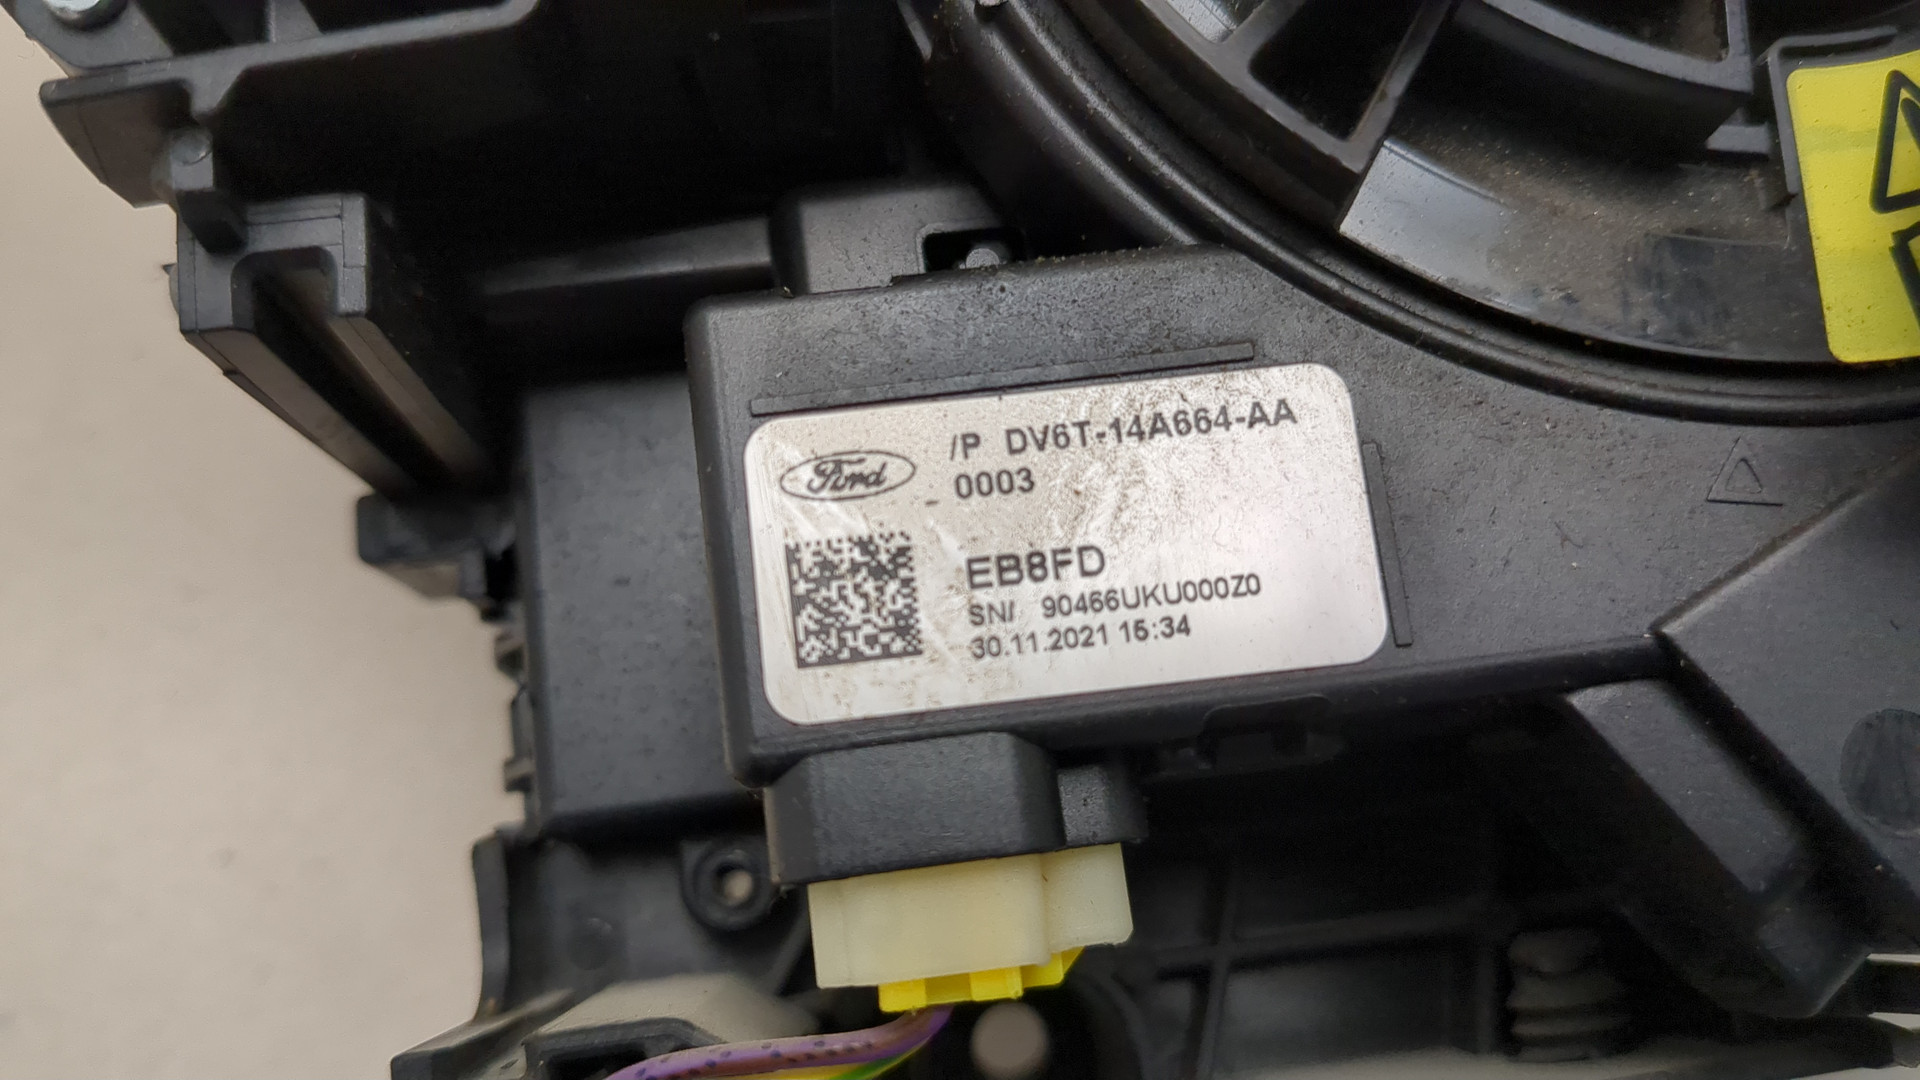 Ford
/P DV6T-14A664-AA
0003
EB8FD
SN/ 90466UKU000Z0
30.11.2021 15:34